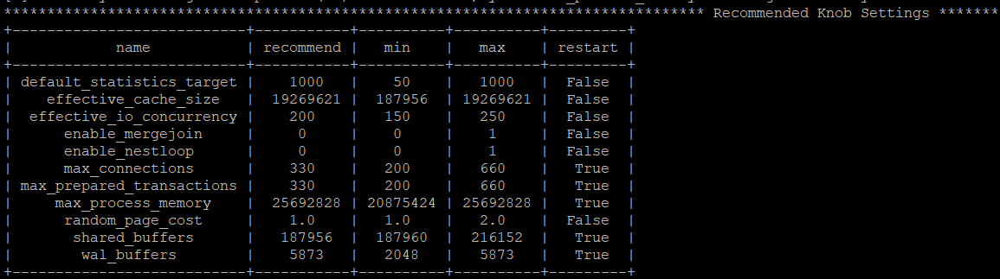 ******************************************************************************** Recommended Knob Settings *******
+---------------------------+-----------+----------+----------+---------+
|            name           | recommend |   min    |   max    | restart |
+---------------------------+-----------+----------+----------+---------+
| default_statistics_target |    1000   |    50    |   1000   |  False  |
|    effective_cache_size   |  19269621 |  187956  | 19269621 |  False  |
|  effective_io_concurrency |    200    |   150    |   250    |  False  |
|      enable_mergejoin     |     0     |    0     |    1     |  False  |
|      enable_nestloop      |     0     |    0     |    1     |  False  |
|      max_connections      |    330    |   200    |   660    |   True  |
| max_prepared_transactions |    330    |   200    |   660    |   True  |
|     max_process_memory    |  25692828 | 20875424 | 25692828 |   True  |
|      random_page_cost     |    1.0    |   1.0    |   2.0    |  False  |
|       shared_buffers      |   187956  |  187960  |  216152  |   True  |
|        wal_buffers        |    5873   |   2048   |   5873   |   True  |
+---------------------------+-----------+----------+----------+---------+